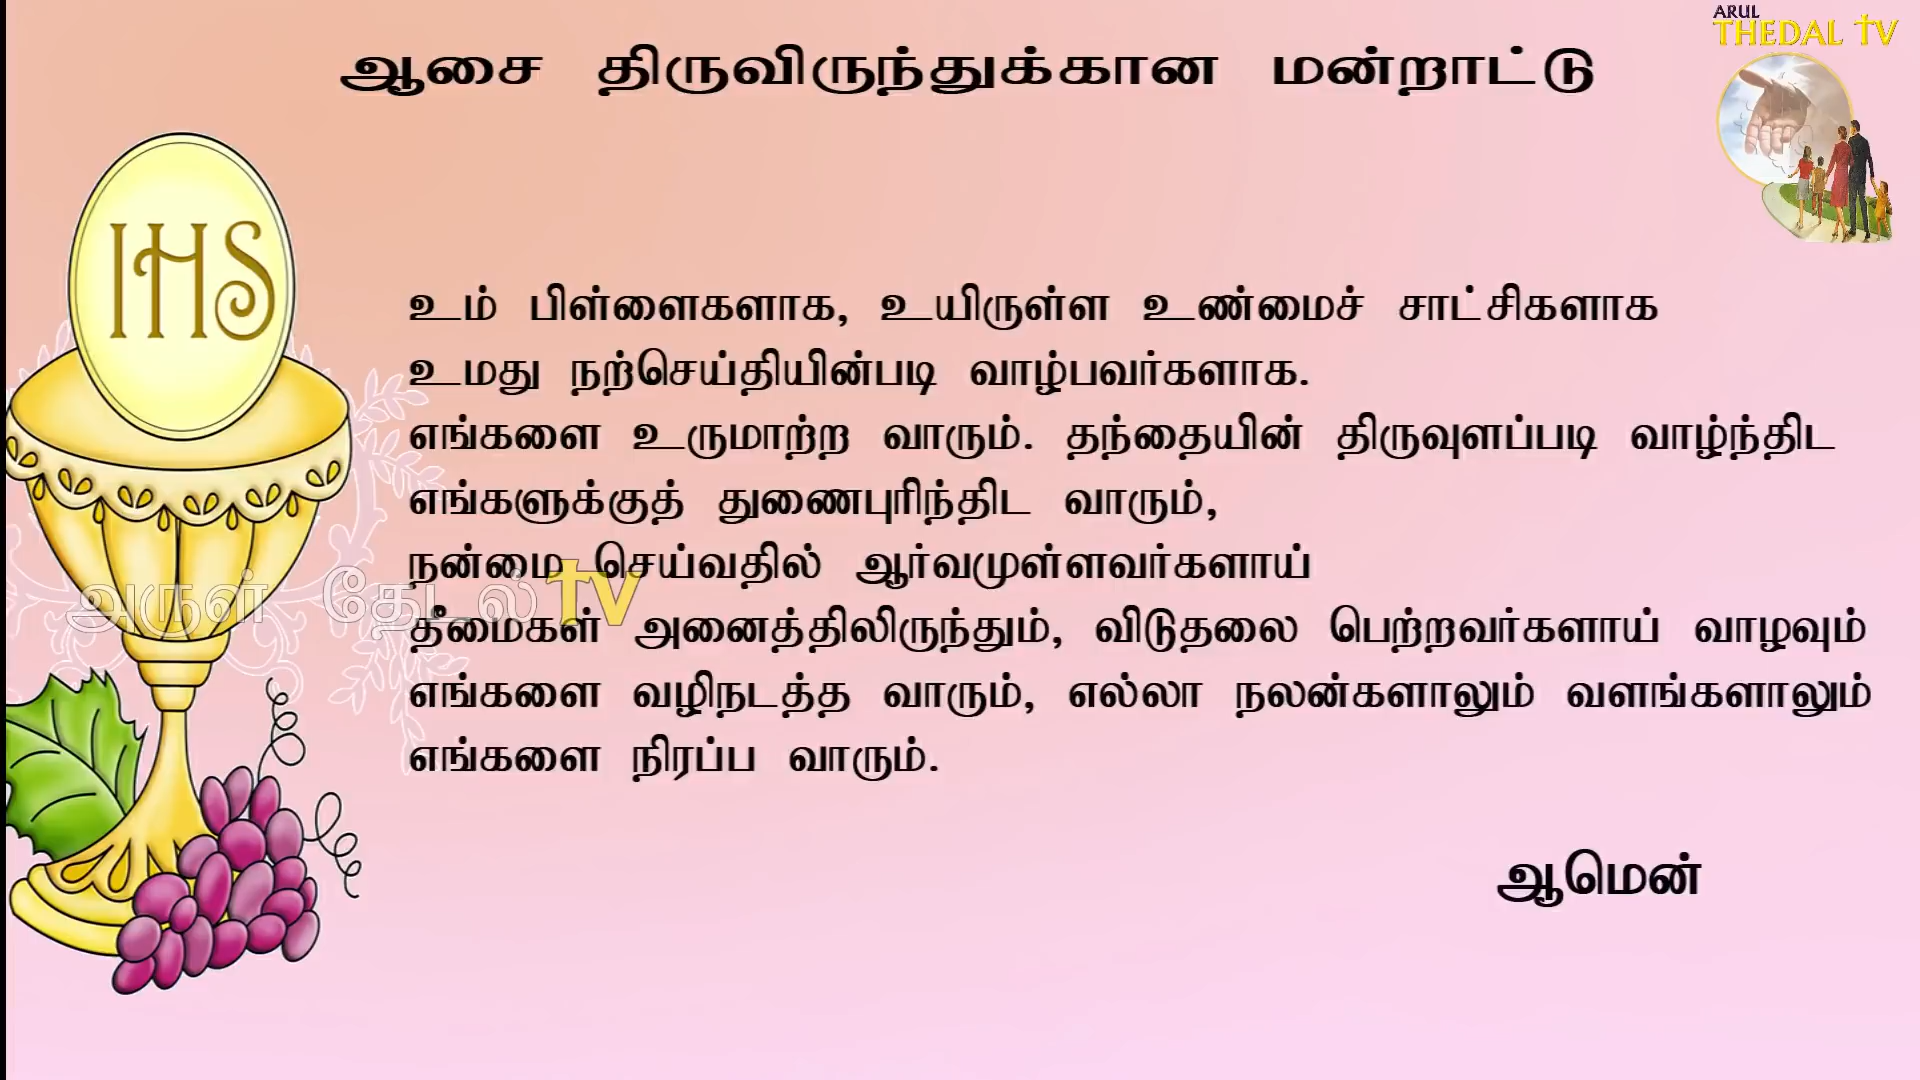 ARUL
THEDAL TV
ஆசை திருவிருந்துக்கான மன்றாட்டு
IHS
உம் பிள்ளைகளாக, உயிருள்ள உண்மைச் சாட்சிகளாக
உமது நற்செய்தியின்படி வாழ்பவர்களாக.
எங்களை உருமாற்ற வாரும். தந்தையின் திருவுளப்படி வாழ்ந்திட
எங்களுக்குத் துணைபுரிந்திட வாரும்,
நன்மை செய்வதில் ஆர்வமுள்ளவர்களாய்
அருள் தேடல் TV
தீமைகள் அனைத்திலிருந்தும், விடுதலை பெற்றவர்களாய் வாழவும்
எங்களை வழிநடத்த வாரும், எல்லா நலன்களாலும் வளங்களாலும்
எங்களை நிரப்ப வாரும்.
ஆமென்